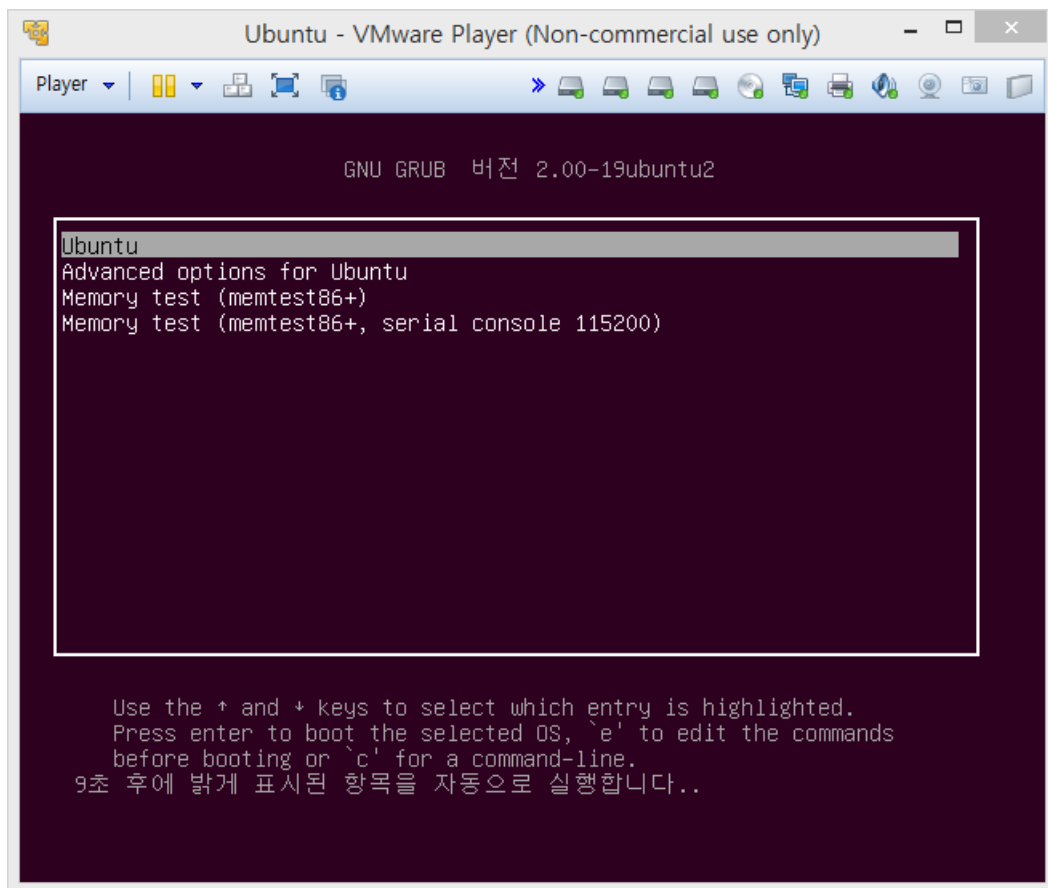 Ubuntu - VMware Player (Non-commercial use only)
Player
GNU GRUB 버전 2.00-19ubuntu2
Ubuntu
Advanced options for Ubuntu
Memory test (memtest86+)
Memory test (memtest86+, serial console 115200)
Use the ↑ and ↓ keys to select which entry is highlighted.
Press enter to boot the selected OS, `e' to edit the commands
before booting or `c' for a command-line.
9초 후에 밝게 표시된 항목을 자동으로 실행합니다..